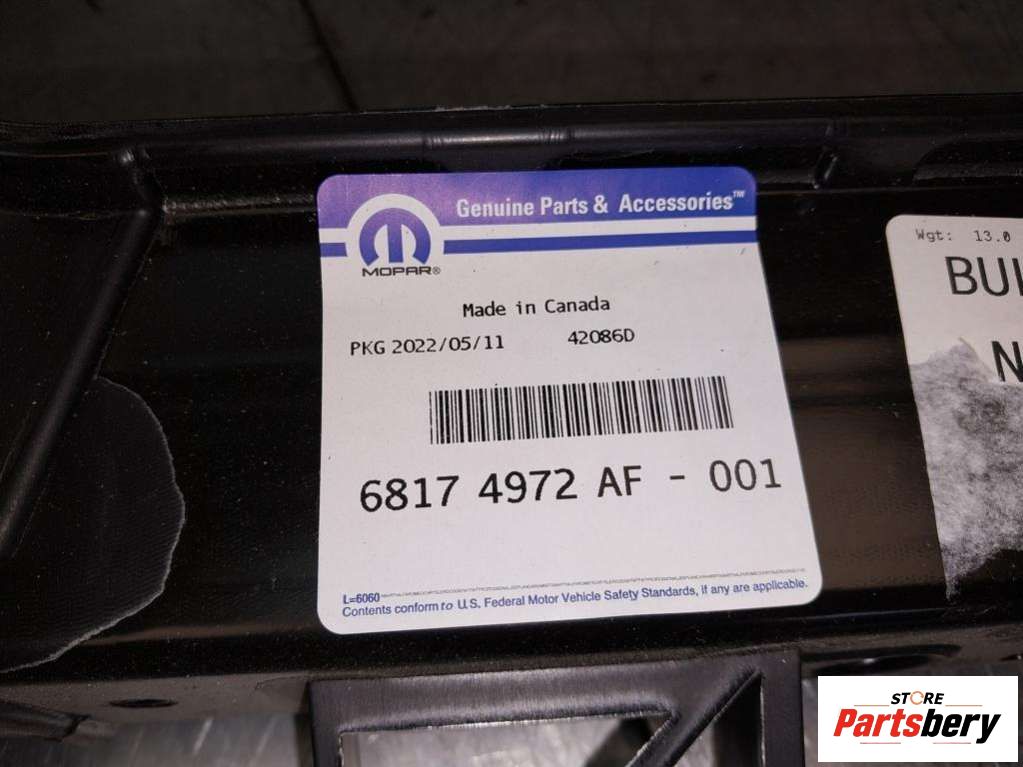 Genuine Parts & Accessories™
MOPAR®
Made in Canada
PKG 2022/05/11 42086D
6817 4972 AF - 001
L=6060
Contents conform to U.S. Federal Motor Vehicle Safety Standards, if any are applicable.
Wgt: 13.0
STORE
Partsbery